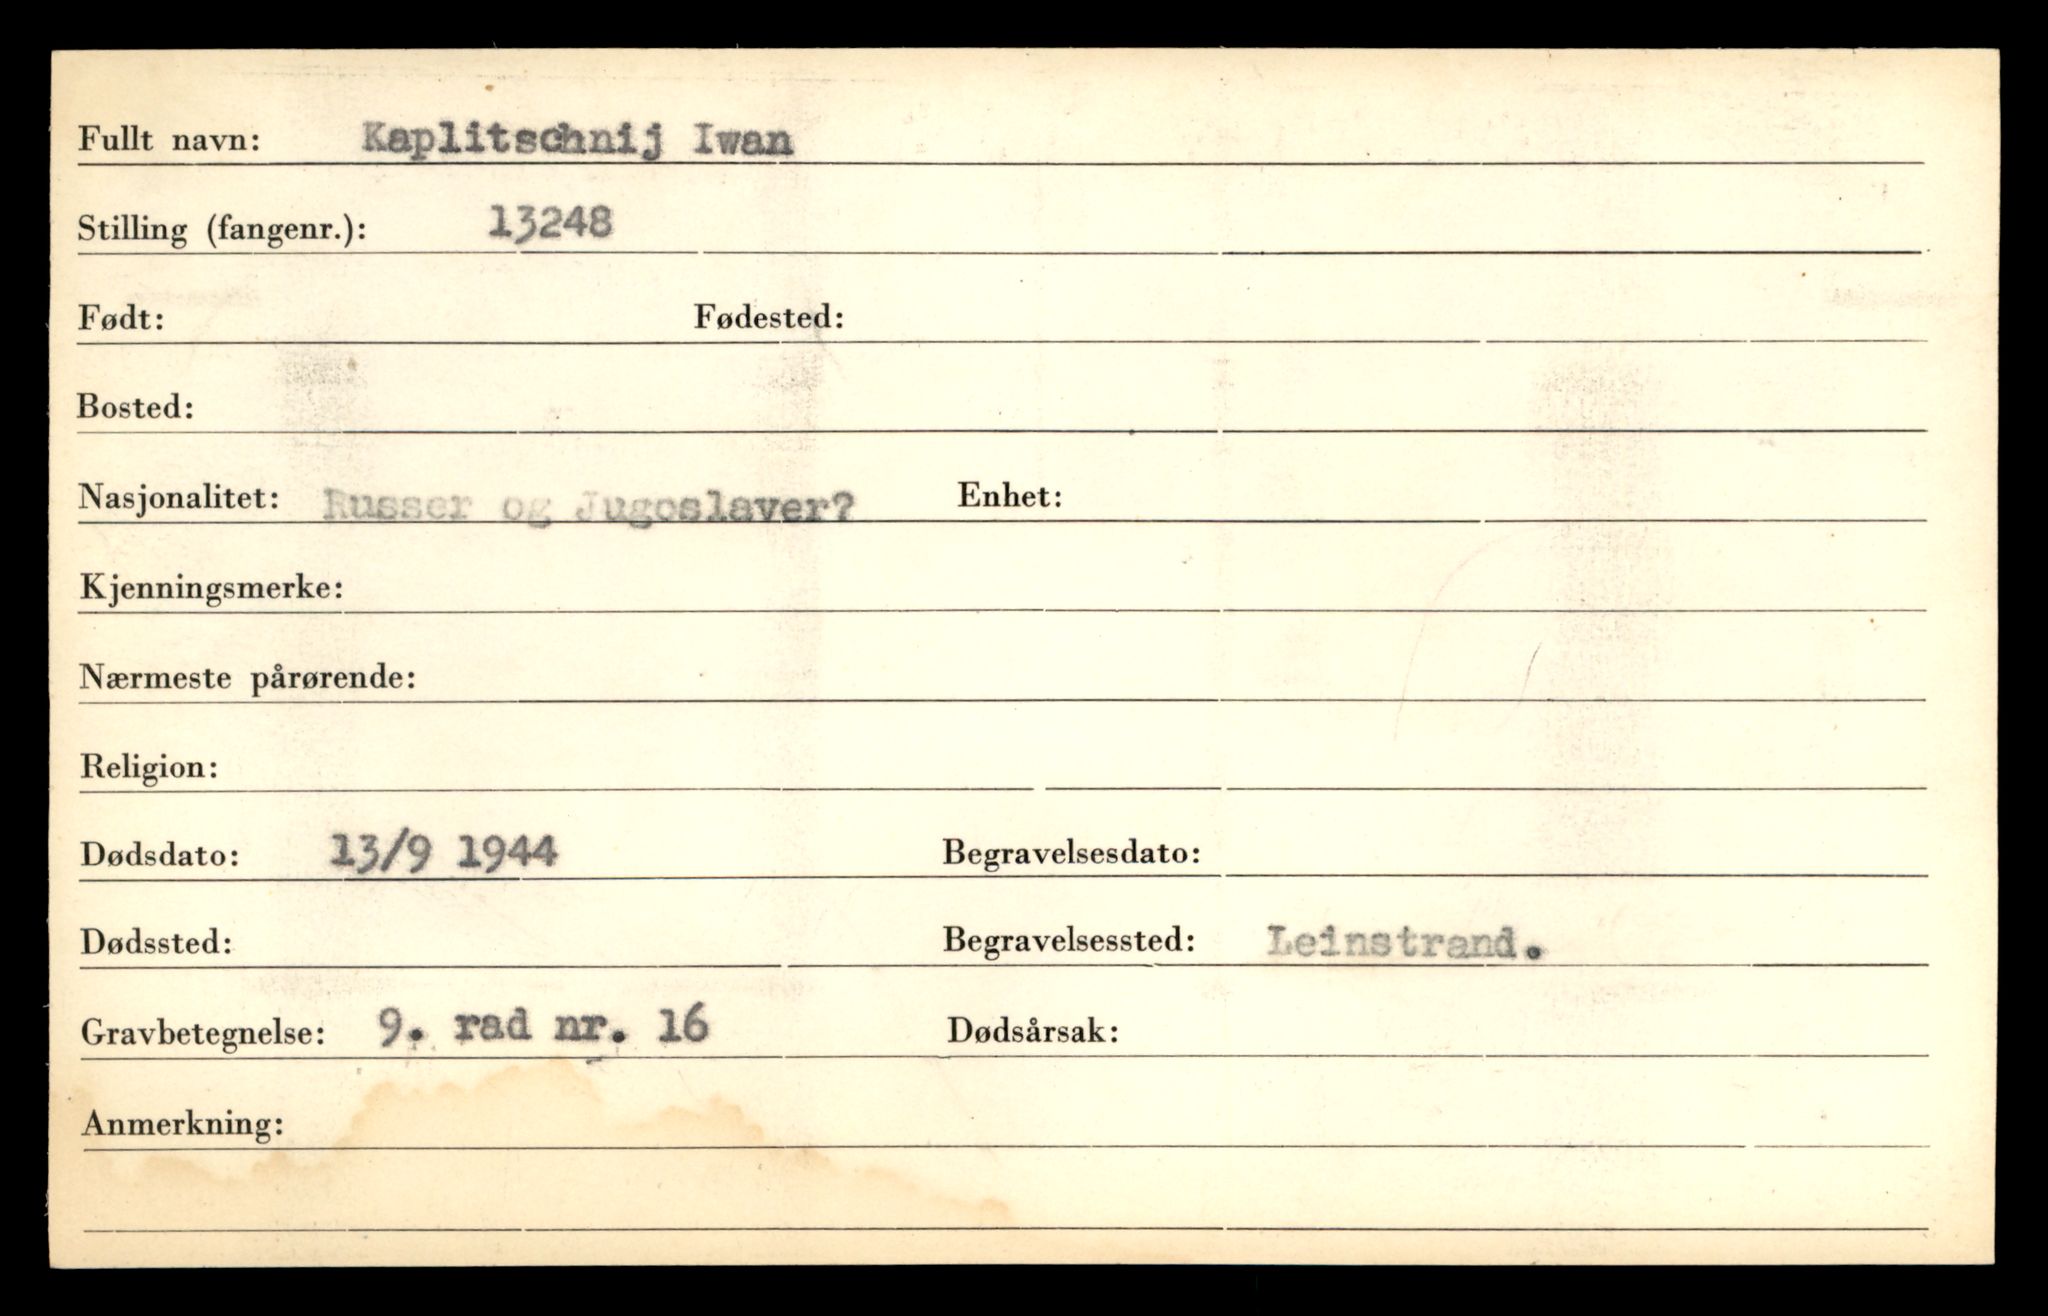 Fullt navn: Kaplitschnij Iwan
Stilling (fangenr.): 13248
Født: Fødested:
Bosted:
Nasjonalitet: Russer og Jugoslaver? Enhet:
Kjenningsmerke:
Nærmeste pårørende:
Religion:
Dødsdato: 13/9 1944 Begravelsesdato:
Dødssted: Begravelsessted: Leinstrand.
Gravbetegnelse: 9. rad nr. 16 Dødsårsak:
Anmerkning: